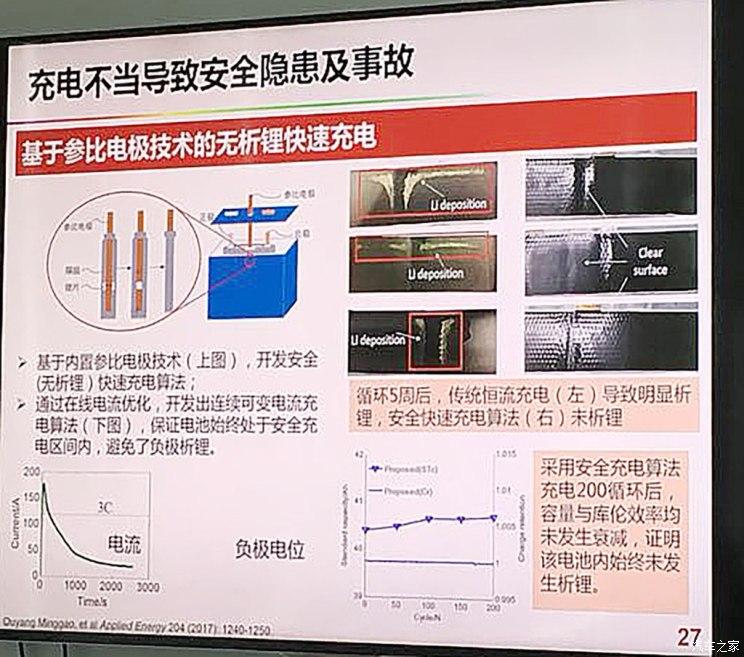 充电不当导致安全隐患及事故
基于参比电极技术的无析锂快速充电
参比电极
正极
负极
参比电极
隔膜
Li deposition
Li deposition
Li deposition
Clear
surface
➢ 基于内置参比电极技术（上图），开发安全
(无析锂）快速充电算法；
➢ 通过在线电流优化，开发出连续可变电流充
电算法（下图），保证电池始终处于安全充
电区间内，避免了负极析锂。
循环5周后，传统恒流充电（左）导致明显析
锂，安全快速充电算法（右）未析锂
200
150
100
50
0
Current/A
3C
电流
0 1000 2000 3000
Time/s
负极电位
42
41
40
39
Standard capacity/Ah
Proposed(STc)
Proposed(Cr)
1.015
1.01
1.005
1
0.995
Charge retention
0 50 100 150 200
Cycle/N
采用安全充电算法
充电200循环后，
容量与库伦效率均
未发生衰减，证明
该电池内始终未发
生析锂。
Ouyang Minggao, et al Applied Energy 204 (2017): 1240-1250
27
汽车之家